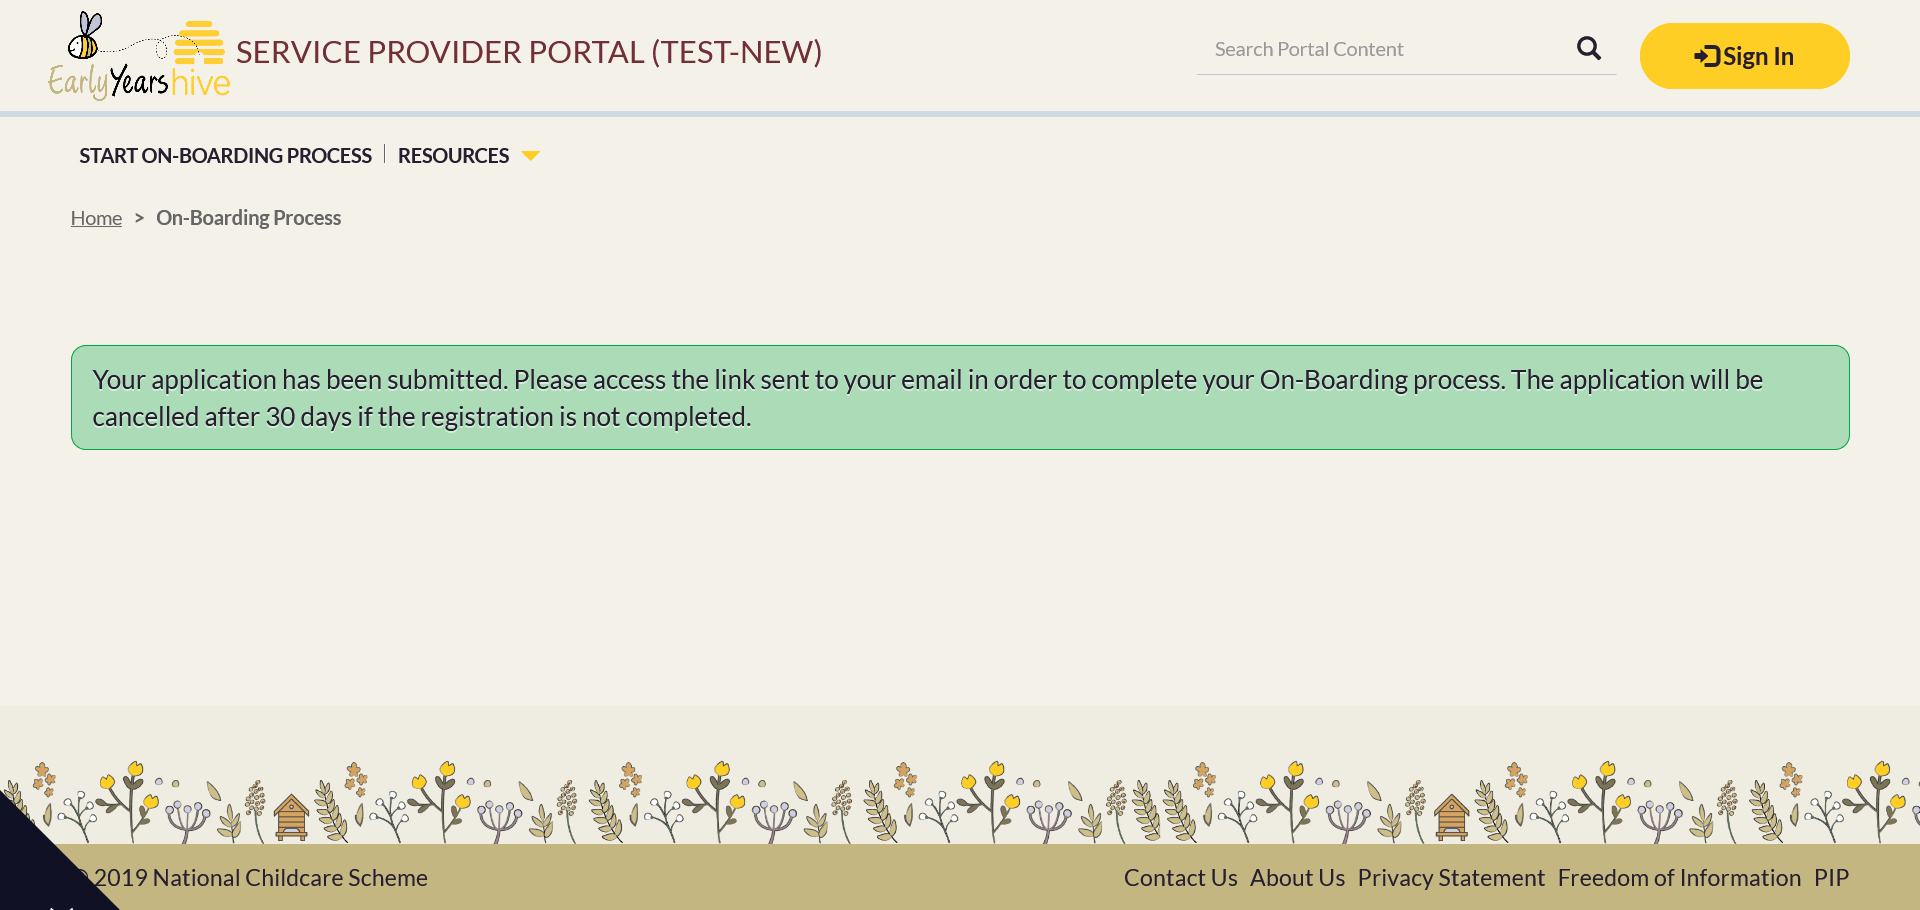 Early Years hive
SERVICE PROVIDER PORTAL (TEST-NEW)
Search Portal Content
Sign In
START ON-BOARDING PROCESS
RESOURCES
Home > On-Boarding Process
Your application has been submitted. Please access the link sent to your email in order to complete your On-Boarding process. The application will be
cancelled after 30 days if the registration is not completed.
2019 National Childcare Scheme
Contact Us About Us Privacy Statement Freedom of Information PIP